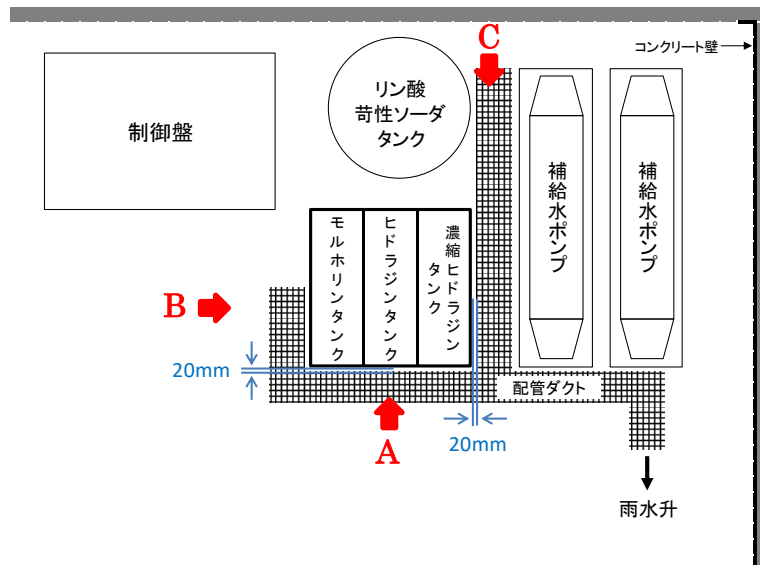 C
コンクリート壁
リン酸
苛性ソーダ
タンク
制御盤
補給水ポンプ
補給水ポンプ
モルホリンタンク
ヒドラジンタンク
濃縮ヒドラジン
タンク
B
20mm
配管ダクト
A
20mm
雨水升